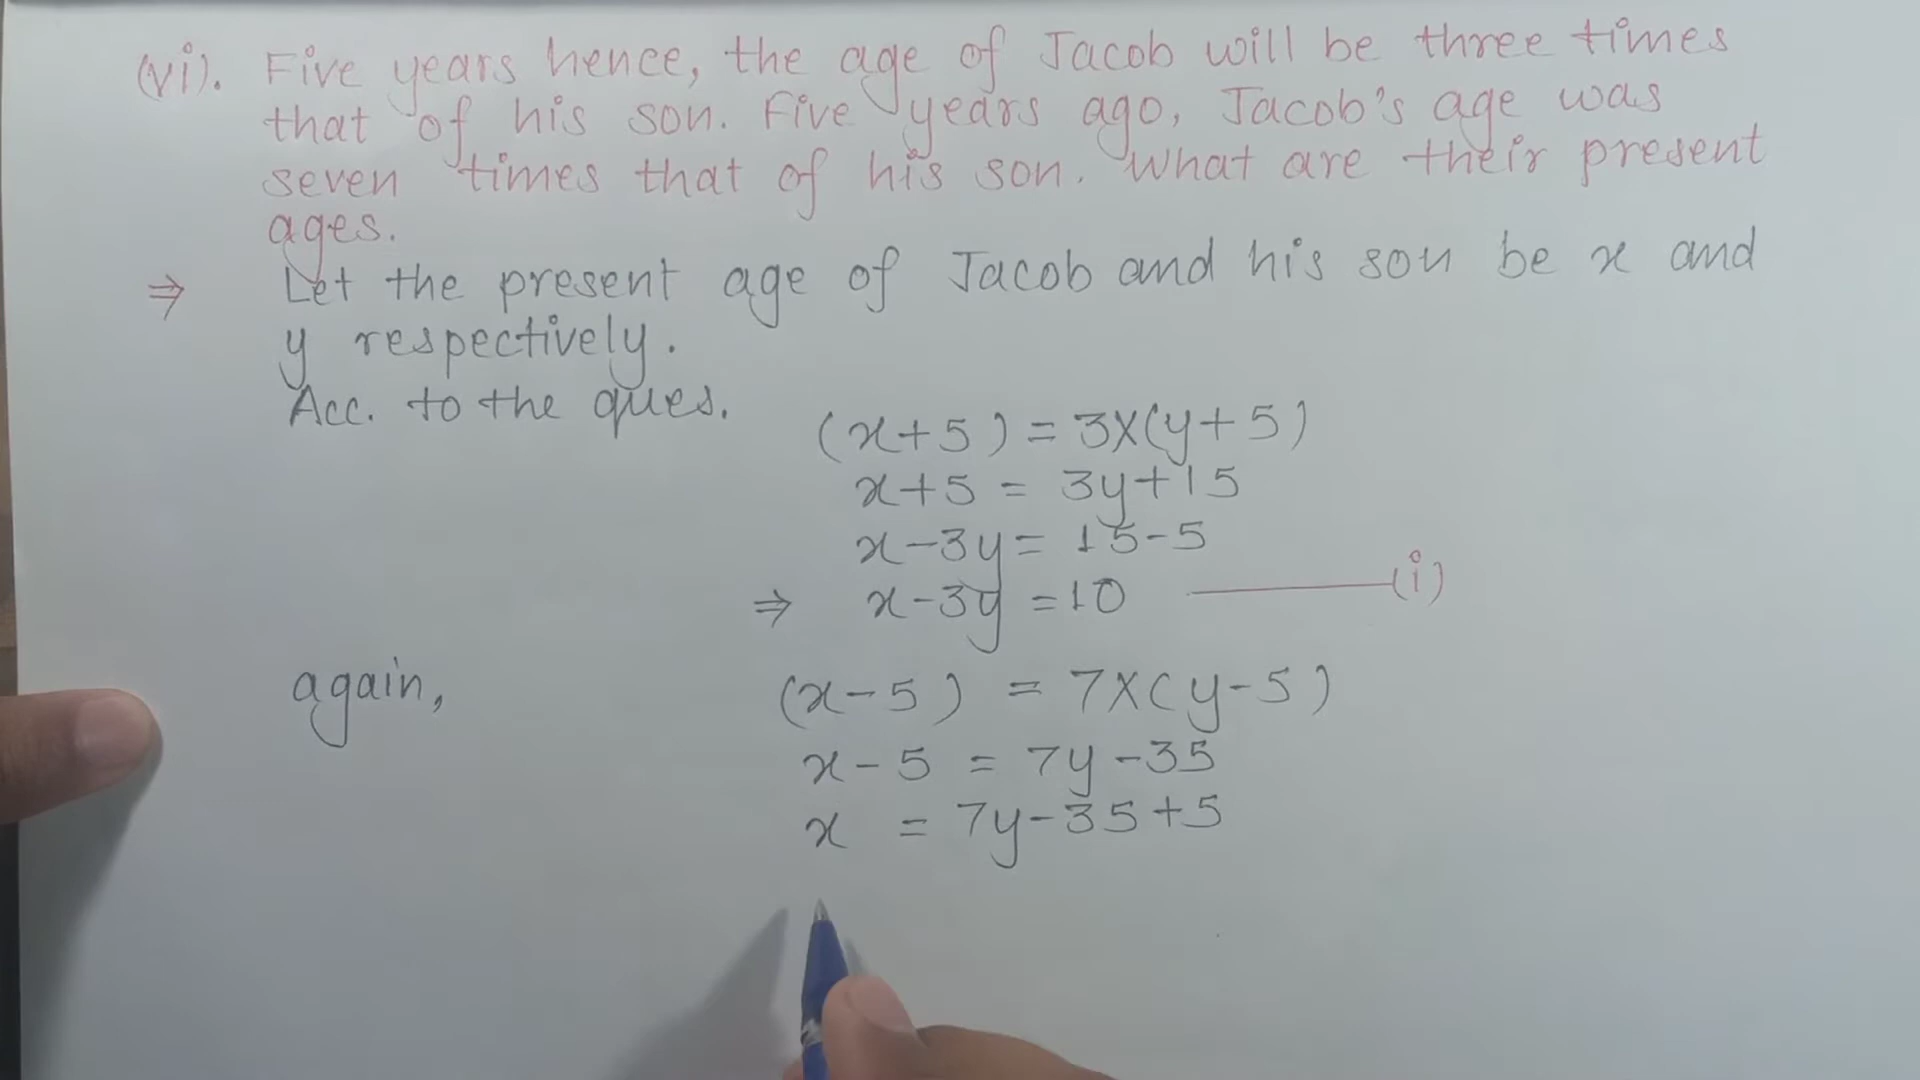 (vi). Five years hence, the age of Jacob will be three times
that of his son. Five years ago, Jacob's age was
seven times that of his son. What are their present
ages.
⇒ Let the present age of Jacob and his son be x and
y respectively.
Acc. to the ques.
(x+5) = 3×(y+5)
x+5 = 3y+15
x-3y = 15-5
⇒ x-3y = 10 ———(i)
again, (x-5) = 7×(y-5)
x-5 = 7y-35
x = 7y-35+5